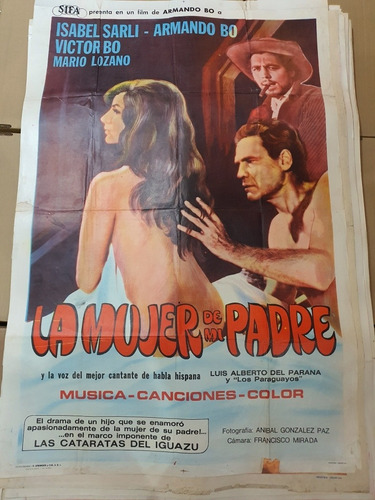 SIFA presenta en un film de ARMANDO BO a
ISABEL SARLI - ARMANDO BO
VICTOR BO
MARIO LOZANO
LA MUJER DE MI PADRE
y la voz del mejor cantante de habla hispana
LUIS ALBERTO DEL PARANA
y "Los Paraguayos"
MUSICA-CANCIONES-COLOR
El drama de un hijo que se enamoró
apasionadamente de la mujer de su padre!...
...en el marco imponente de
LAS CATARATAS DEL IGUAZU
Fotografía: ANIBAL GONZALEZ PAZ
Cámara: FRANCISCO MIRADA